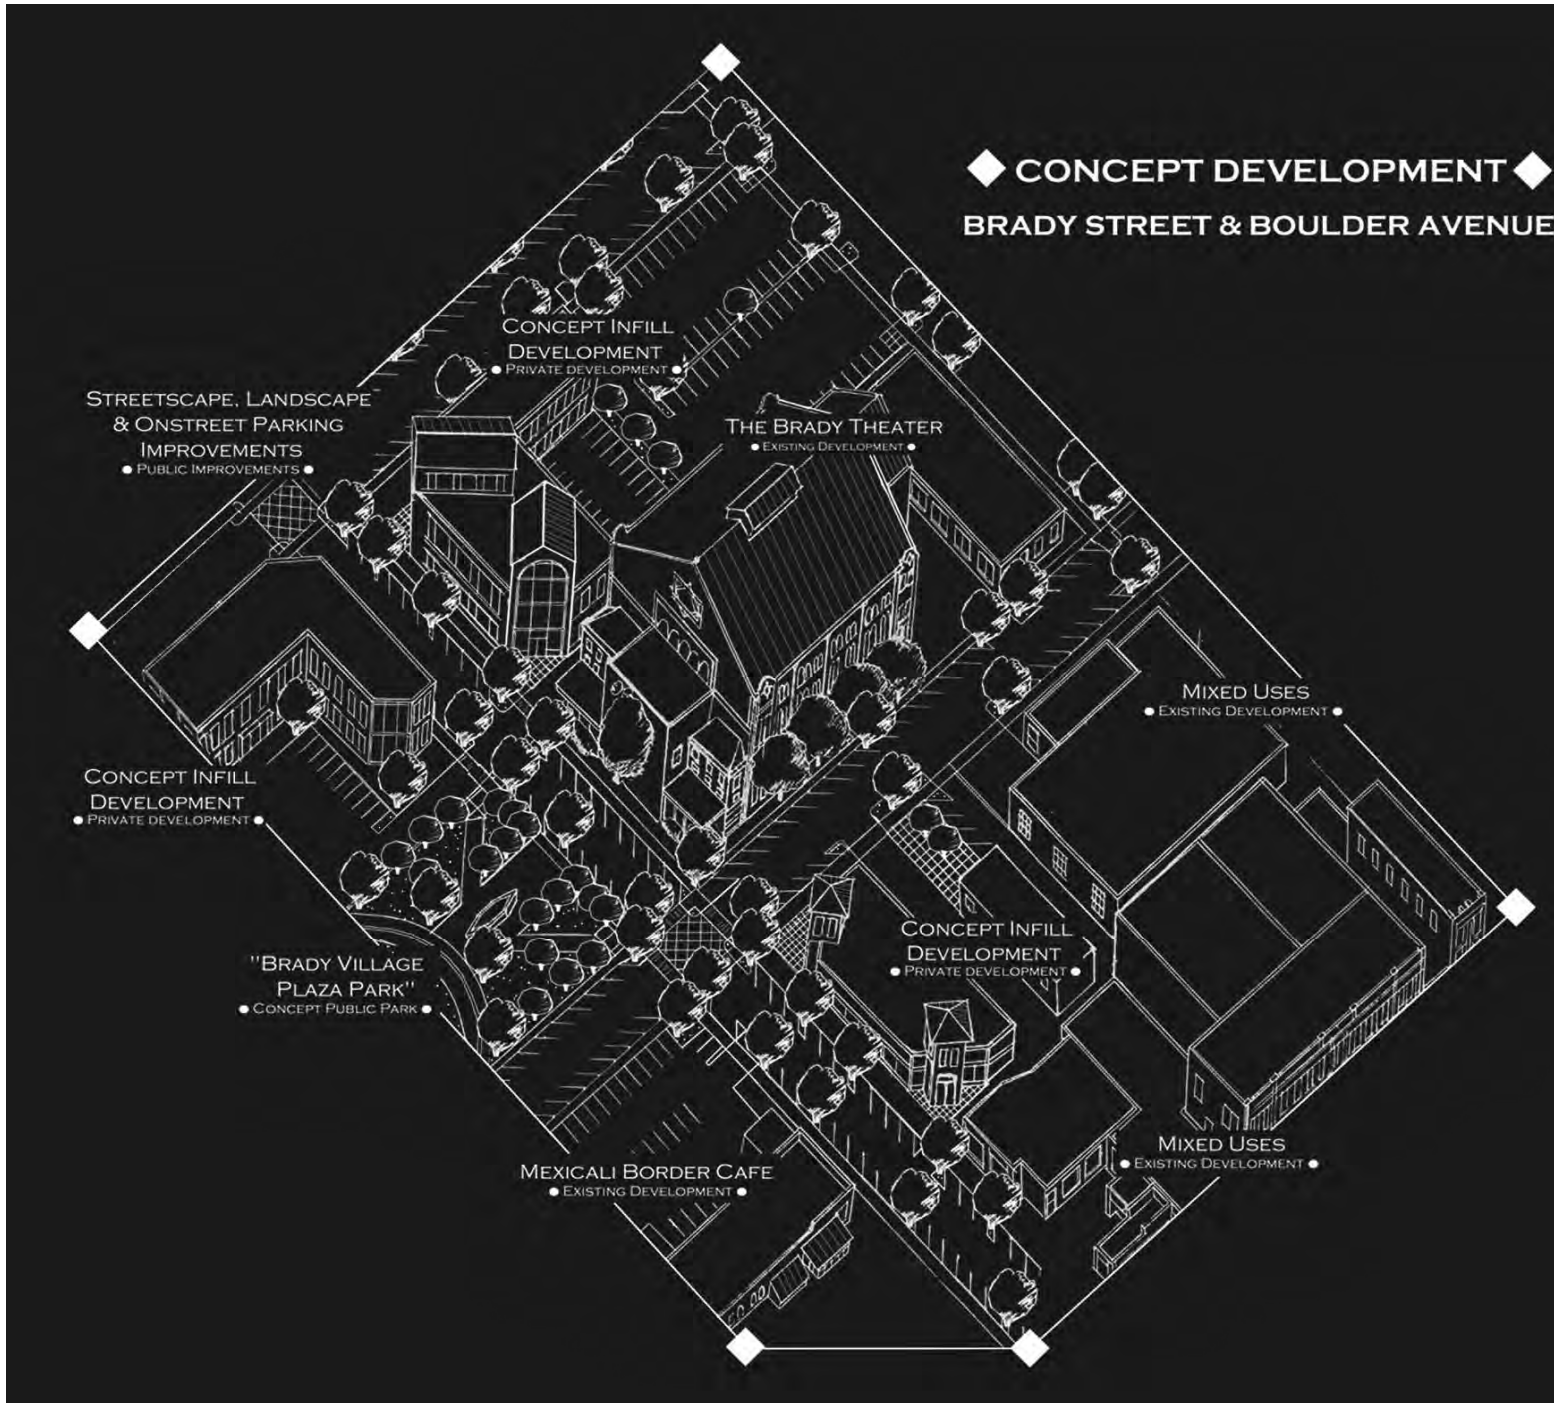 ◆ CONCEPT DEVELOPMENT ◆
BRADY STREET & BOULDER AVENUE
CONCEPT INFILL
DEVELOPMENT
● PRIVATE DEVELOPMENT ●
STREETSCAPE, LANDSCAPE
& ONSTREET PARKING
IMPROVEMENTS
● PUBLIC IMPROVEMENTS ●
THE BRADY THEATER
● EXISTING DEVELOPMENT ●
MIXED USES
● EXISTING DEVELOPMENT ●
CONCEPT INFILL
DEVELOPMENT
● PRIVATE DEVELOPMENT ●
"BRADY VILLAGE
PLAZA PARK"
● CONCEPT PUBLIC PARK ●
CONCEPT INFILL
DEVELOPMENT
● PRIVATE DEVELOPMENT ●
MEXICALI BORDER CAFE
● EXISTING DEVELOPMENT ●
MIXED USES
● EXISTING DEVELOPMENT ●